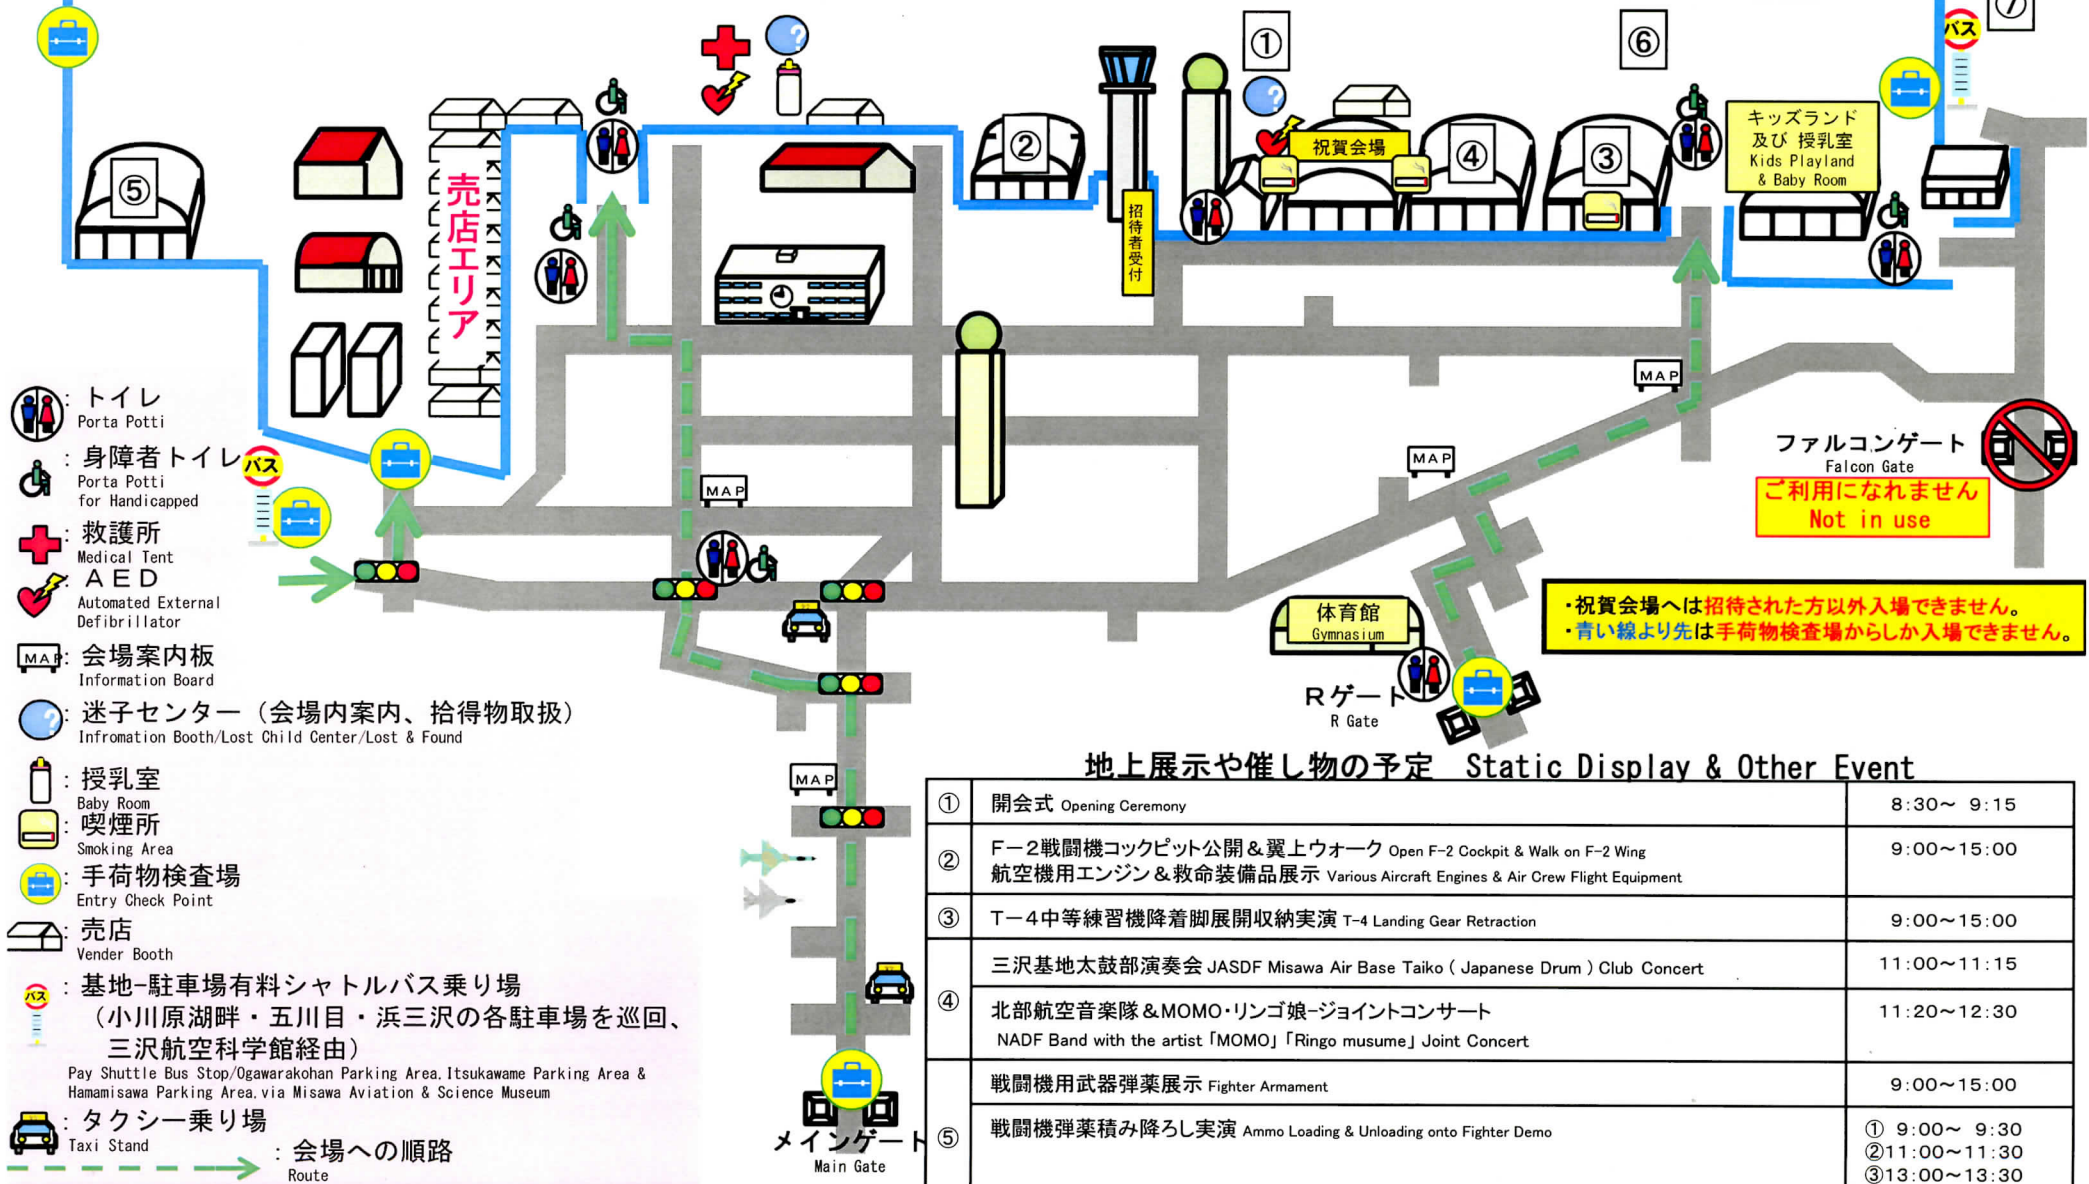 ①
⑥
⑦
バス
キッズランド
及び 授乳室
Kids Playland
& Baby Room
②
祝賀会場
④
③
⑤
売店エリア
招待者受付
MAP
MAP
MAP
ファルコンゲート
Falcon Gate
ご利用になれません
Not in use
・祝賀会場へは招待された方以外入場できません。
・青い線より先は手荷物検査場からしか入場できません。
体育館
Gymnasium
Rゲート
R Gate
MAP
メインゲート
Main Gate
バス
: トイレ
Porta Potti
: 身障者トイレ
Porta Potti
for Handicapped
: 救護所
Medical Tent
: AED
Automated External
Defibrillator
MAP: 会場案内板
Information Board
: 迷子センター（会場内案内、拾得物取扱）
Infromation Booth/Lost Child Center/Lost & Found
: 授乳室
Baby Room
: 喫煙所
Smoking Area
: 手荷物検査場
Entry Check Point
: 売店
Vender Booth
バス : 基地-駐車場有料シャトルバス乗り場
（小川原湖畔・五川目・浜三沢の各駐車場を巡回、
三沢航空科学館経由）
Pay Shuttle Bus Stop/Ogawarakohan Parking Area, Itsukawame Parking Area &
Hamamisawa Parking Area, via Misawa Aviation & Science Museum
: タクシー乗り場
Taxi Stand
: 会場への順路
Route
地上展示や催し物の予定 Static Display & Other Event
① 開会式 Opening Ceremony 8:30～ 9:15
② F－2戦闘機コックピット公開＆翼上ウォーク Open F-2 Cockpit & Walk on F-2 Wing 9:00～15:00
航空機用エンジン＆救命装備品展示 Various Aircraft Engines & Air Crew Flight Equipment
③ T－4中等練習機降着脚展開収納実演 T-4 Landing Gear Retraction 9:00～15:00
④ 三沢基地太鼓部演奏会 JASDF Misawa Air Base Taiko ( Japanese Drum ) Club Concert 11:00～11:15
北部航空音楽隊＆MOMO・リンゴ娘-ジョイントコンサート 11:20～12:30
NADF Band with the artist 「MOMO」「Ringo musume」 Joint Concert
⑤ 戦闘機用武器弾薬展示 Fighter Armament 9:00～15:00
戦闘機弾薬積み降ろし実演 Ammo Loading & Unloading onto Fighter Demo ① 9:00～ 9:30
②11:00～11:30
③13:00～13:30